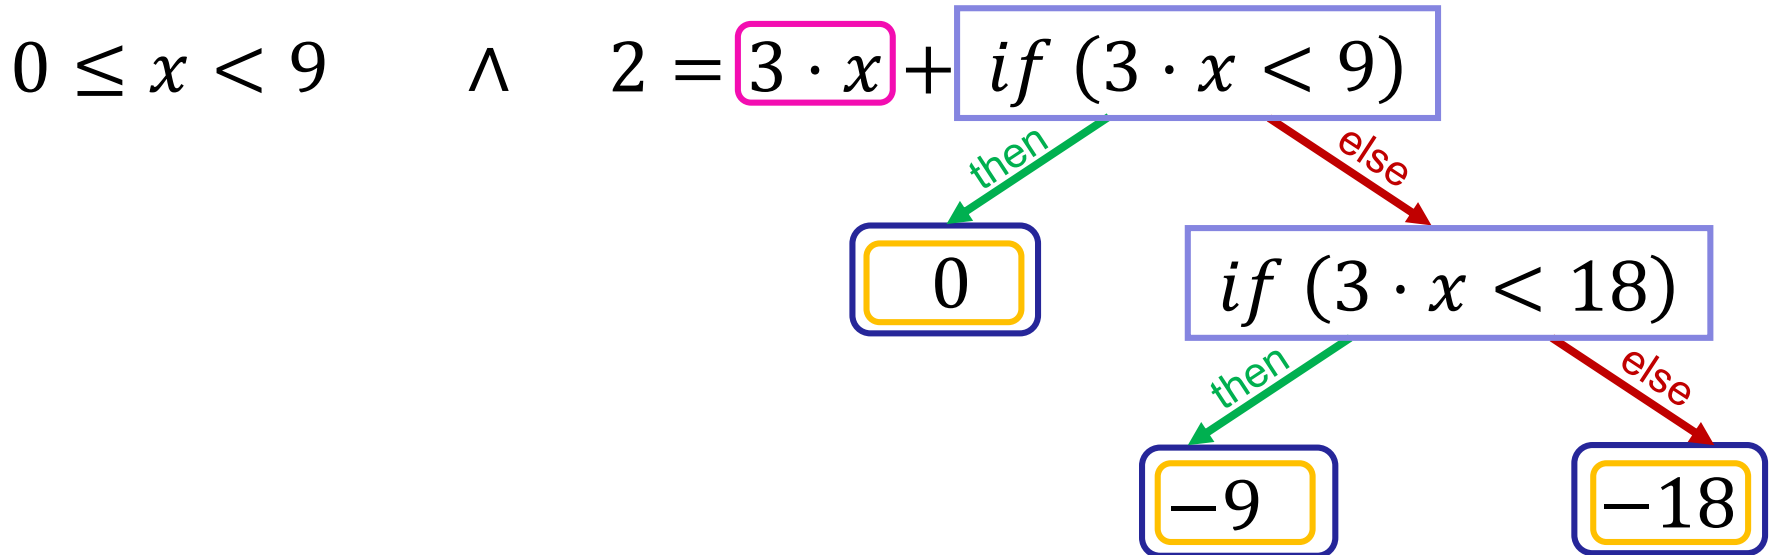 0 ≤ x < 9 ∧ 2 = 3 · x + if (3 · x < 9)
then else
0 if (3 · x < 18)
then else
−9 −18